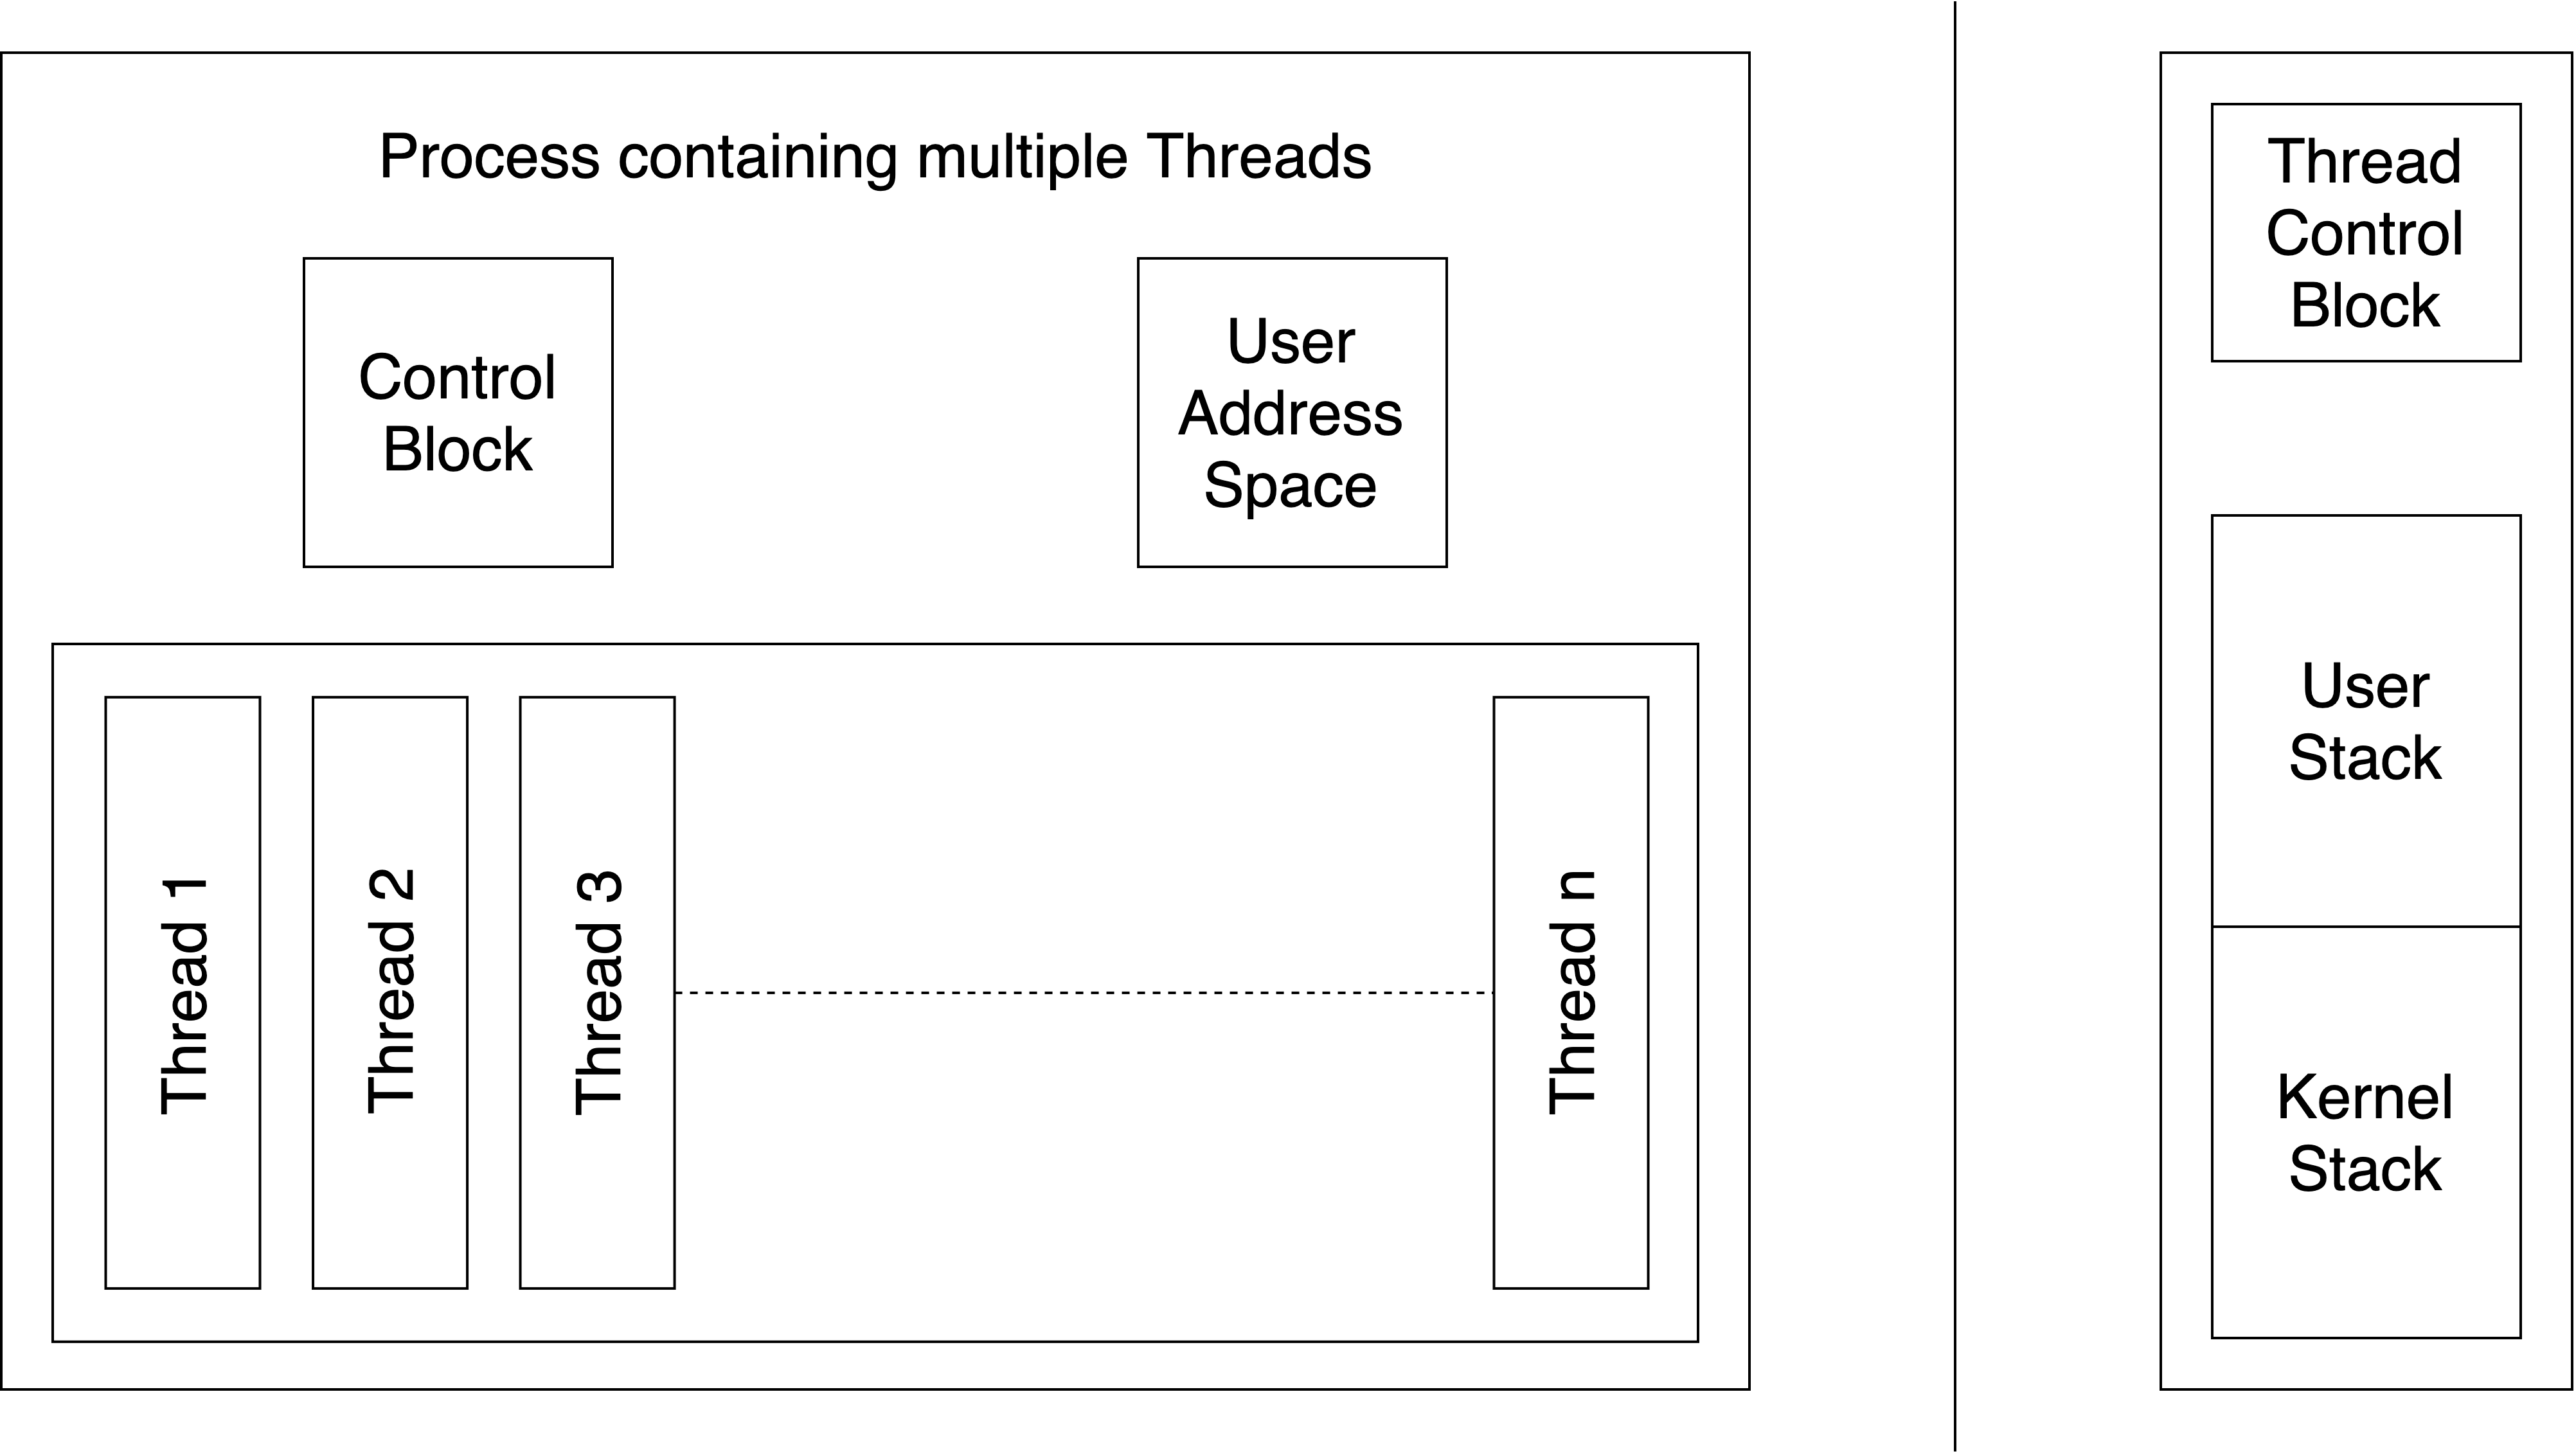 Process containing multiple Threads
Control
Block
User
Address
Space
Thread 1
Thread 2
Thread 3
Thread n
Thread
Control
Block
User
Stack
Kernel
Stack